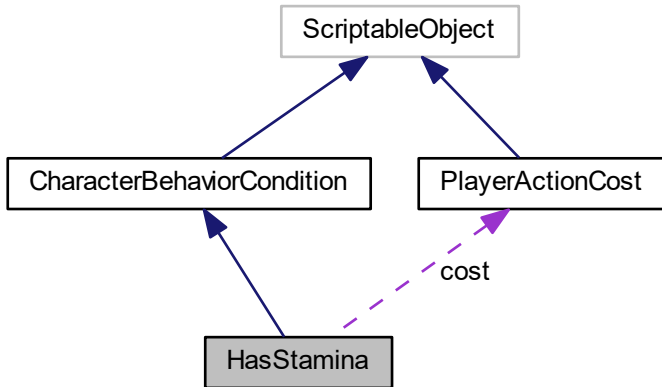 ScriptableObject
CharacterBehaviorCondition
PlayerActionCost
cost
HasStamina